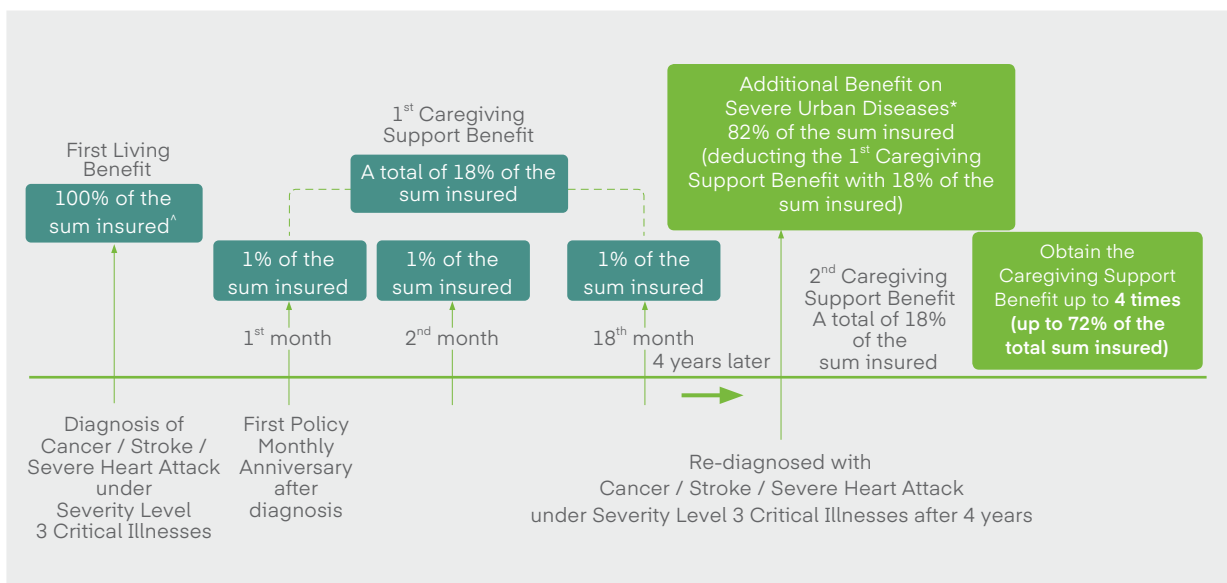 First Living
Benefit
100% of the
sum insured^
1st Caregiving
Support Benefit
A total of 18% of the
sum insured
1% of the
sum insured
1% of the
sum insured
1% of the
sum insured
Additional Benefit on
Severe Urban Diseases*
82% of the sum insured
(deducting the 1st Caregiving
Support Benefit with 18% of the
sum insured)
1st month
2nd month
18th month
4 years later
2nd Caregiving
Support Benefit
A total of 18%
of the
sum insured
Obtain the
Caregiving Support
Benefit up to 4 times
(up to 72% of the
total sum insured)
Diagnosis of
Cancer / Stroke /
Severe Heart Attack
under
Severity Level
3 Critical Illnesses
First Policy
Monthly
Anniversary
after
diagnosis
Re-diagnosed with
Cancer / Stroke / Severe Heart Attack
under Severity Level 3 Critical Illnesses after 4 years